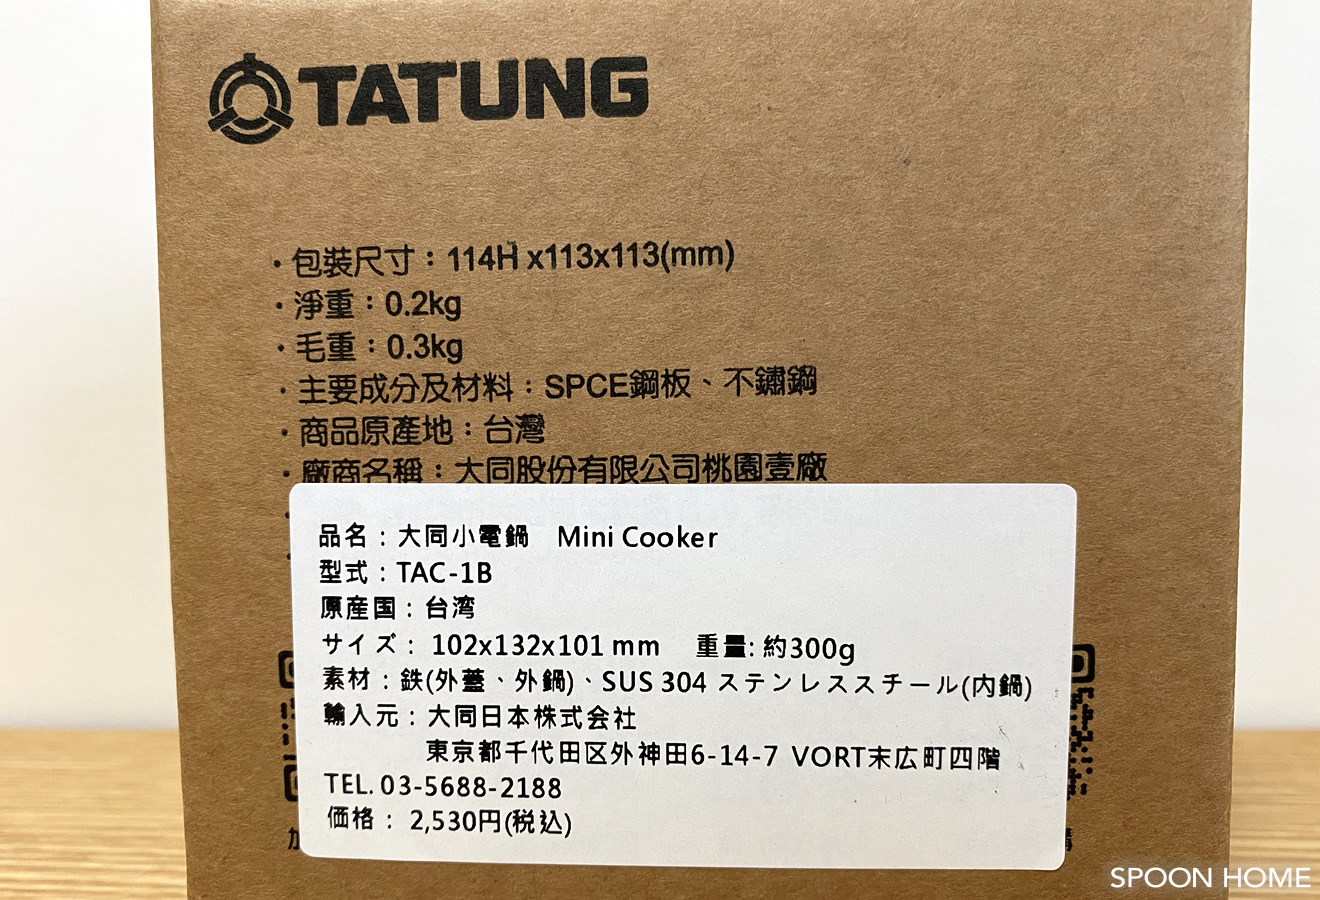 TATUNG
・包裝尺寸：114H x113x113(mm)
・淨重：0.2kg
・毛重：0.3kg
・主要成分及材料：SPCE鋼板、不鏽鋼
・商品原產地：台灣
・廠商名稱：大同股份有限公司桃園壹廠
品名：大同小電鍋　Mini Cooker
型式：TAC-1B
原産国：台湾
サイズ： 102x132x101 mm　重量: 約300g
素材：鉄(外蓋、外鍋)、SUS 304 ステンレススチール(内鍋)
輸入元：大同日本株式会社
東京都千代田区外神田6-14-7 VORT末広町四階
TEL. 03-5688-2188
価格： 2,530円(税込)
SPOON HOME